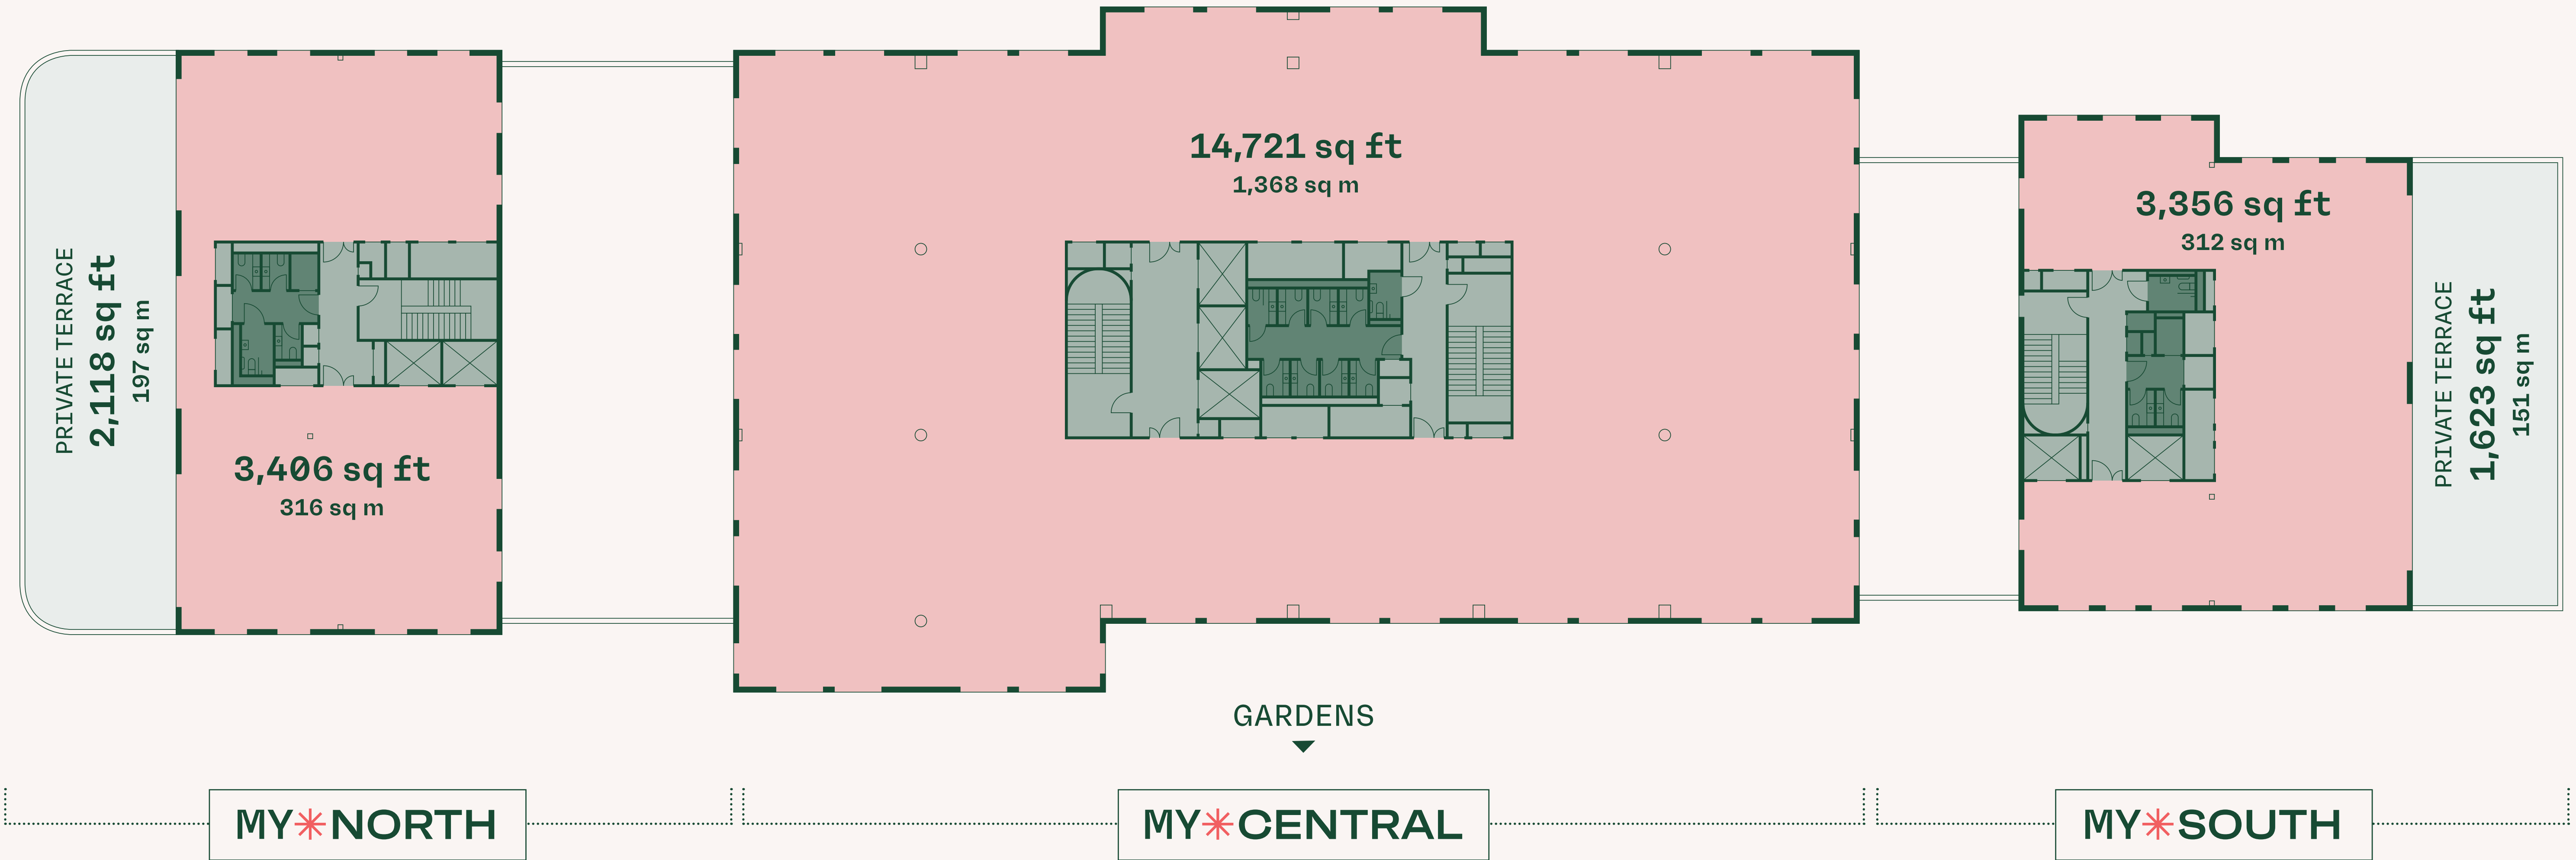 PRIVATE TERRACE
2,118 sq ft
197 sq m
3,406 sq ft
316 sq m
14,721 sq ft
1,368 sq m
3,356 sq ft
312 sq m
PRIVATE TERRACE
1,623 sq ft
151 sq m
GARDENS
MY✳NORTH
MY✳CENTRAL
MY✳SOUTH